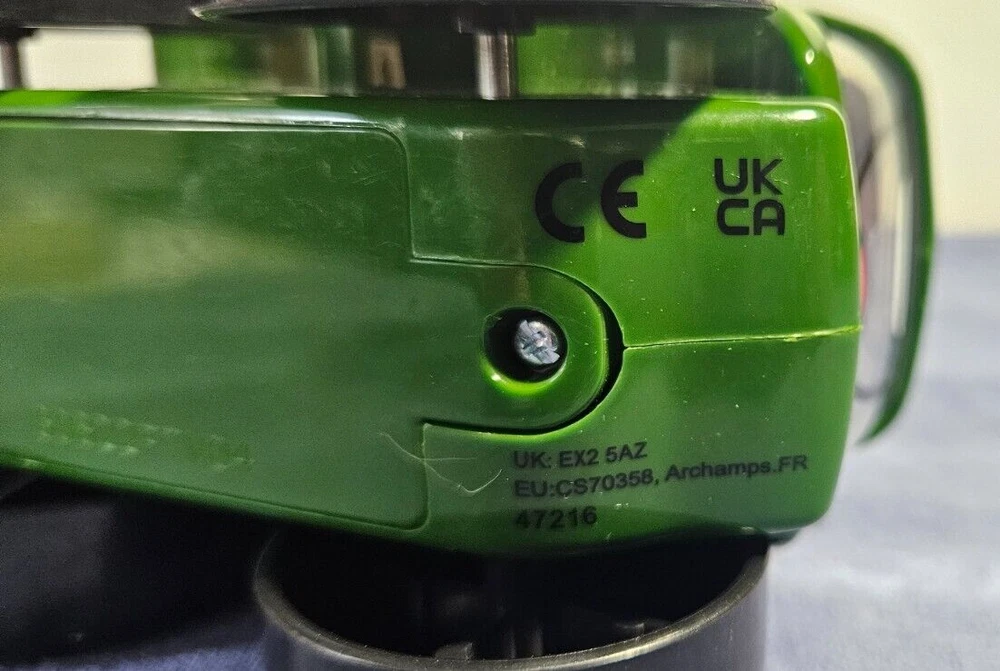 CE
UK
CA
UK: EX2 5AZ
EU:CS70358, Archamps.FR
47216